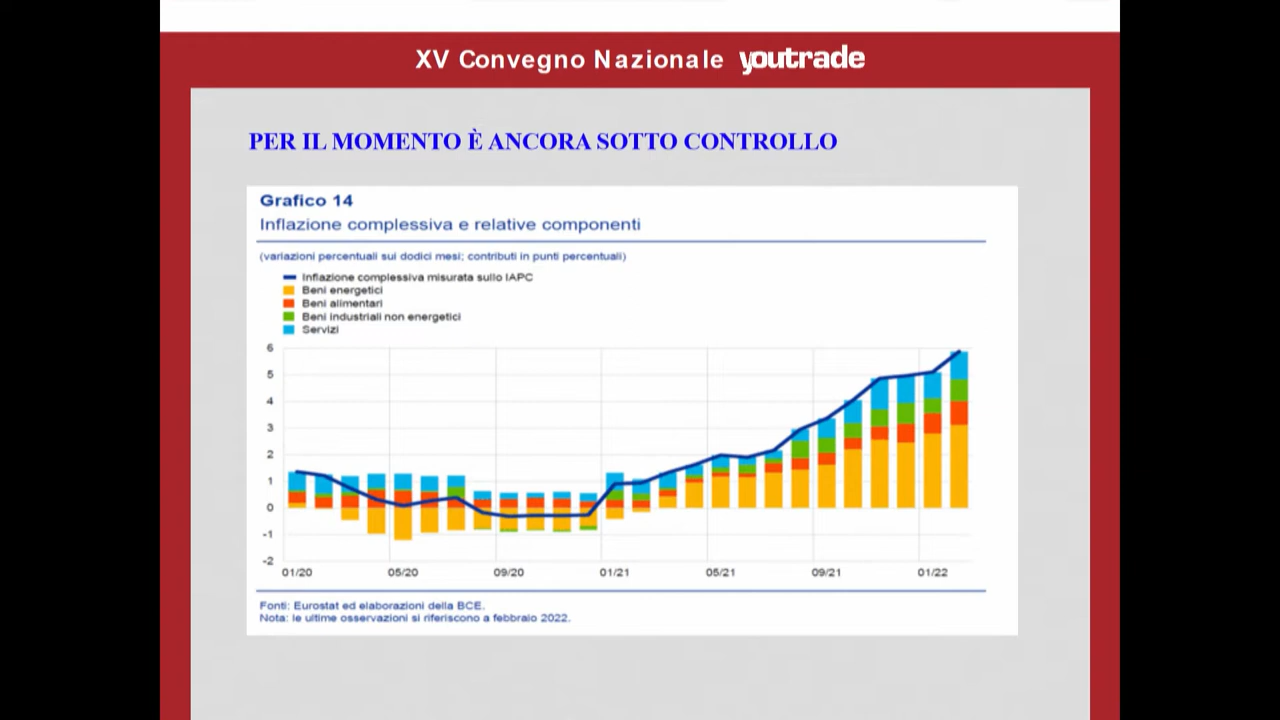 XV Convegno Nazionale youtrade
PER IL MOMENTO È ANCORA SOTTO CONTROLLO
Grafico 14
Inflazione complessiva e relative componenti
(variazioni percentuali sui dodici mesi; contributi in punti percentuali)
Inflazione complessiva misurata sullo IAPC
Beni energetici
Beni alimentari
Beni industriali non energetici
Servizi
6
5
4
3
2
1
0
-1
-2
01/20 05/20 09/20 01/21 05/21 09/21 01/22
Fonti: Eurostat ed elaborazioni della BCE.
Nota: le ultime osservazioni si riferiscono a febbraio 2022.